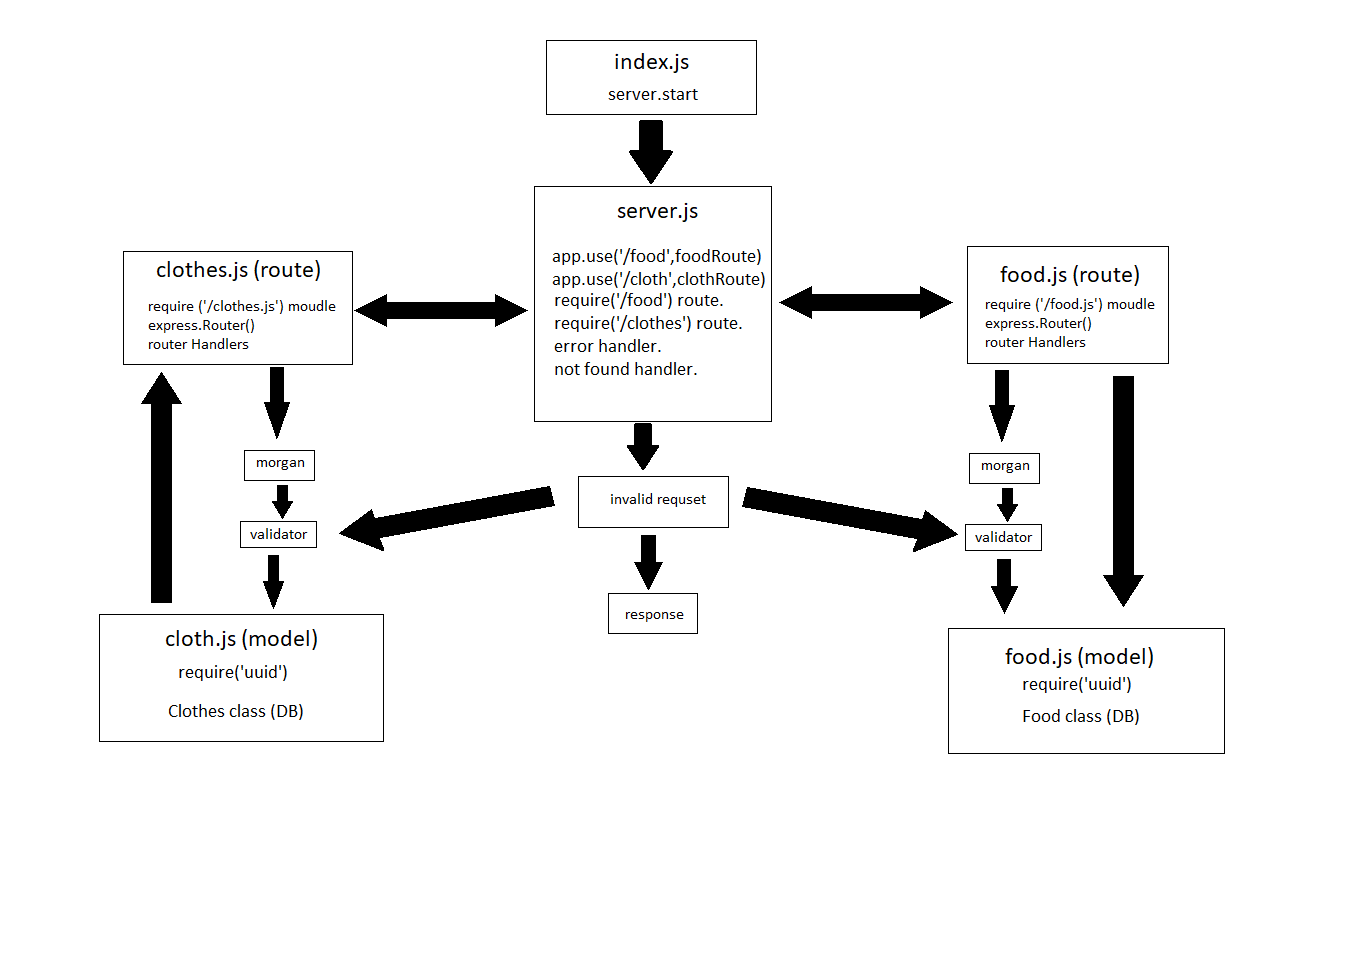 index.js
server.start
server.js
app.use('/food',foodRoute)
app.use('/cloth',clothRoute)
require('/food') route.
require('/clothes') route.
error handler.
not found handler.
clothes.js (route)
require ('/clothes.js') moudle
express.Router()
router Handlers
food.js (route)
require ('/food.js') moudle
express.Router()
router Handlers
morgan
validator
invalid requset
response
morgan
validator
cloth.js (model)
require('uuid')
Clothes class (DB)
food.js (model)
require('uuid')
Food class (DB)